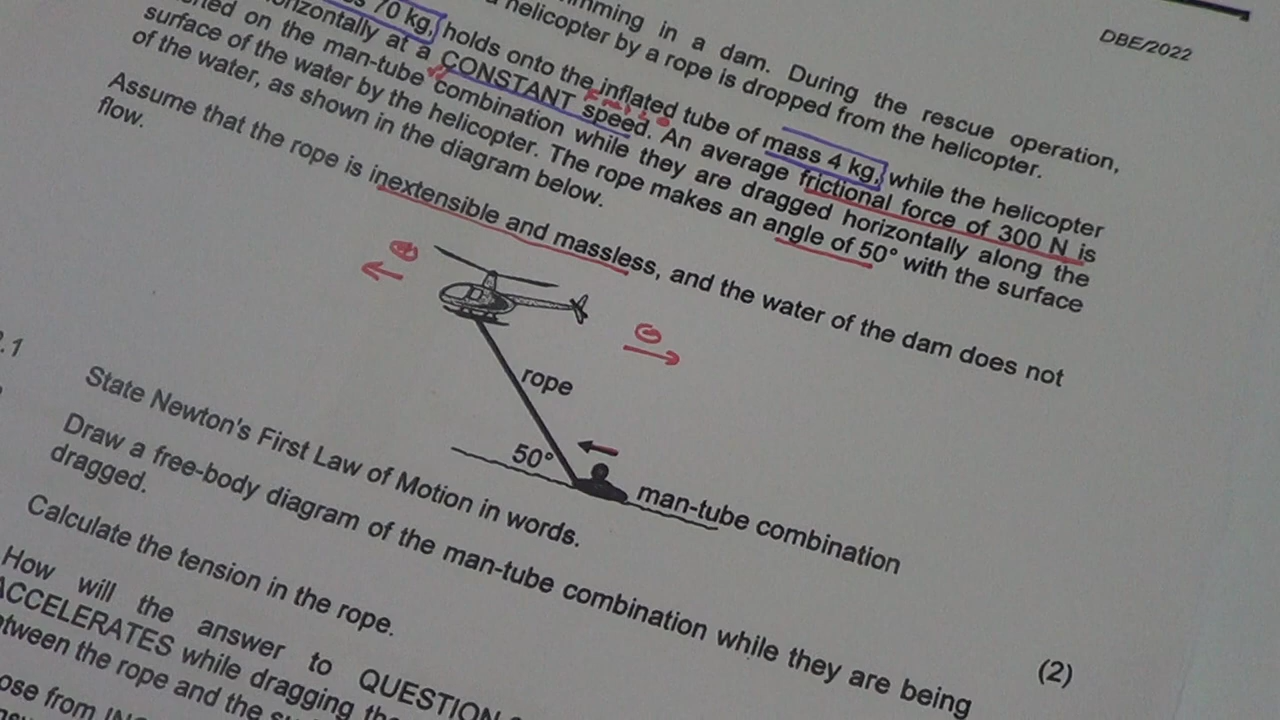 DBE/2022
mming in a dam. During the rescue operation,
helicopter by a rope is dropped from the helicopter.
70 kg, holds onto the inflated tube of mass 4 kg, while the helicopter
horizontally at a CONSTANT speed. An average frictional force of 300 N is
on the man-tube combination while they are dragged horizontally along the
surface of the water by the helicopter. The rope makes an angle of 50° with the surface
of the water, as shown in the diagram below.
Assume that the rope is inextensible and massless, and the water of the dam does not
flow.
rope
50°
man-tube combination
.1
State Newton's First Law of Motion in words.
(2)
Draw a free-body diagram of the man-tube combination while they are being
dragged.
Calculate the tension in the rope.
How will the answer to QUESTION
ACCELERATES while dragging the
between the rope and the
ose from